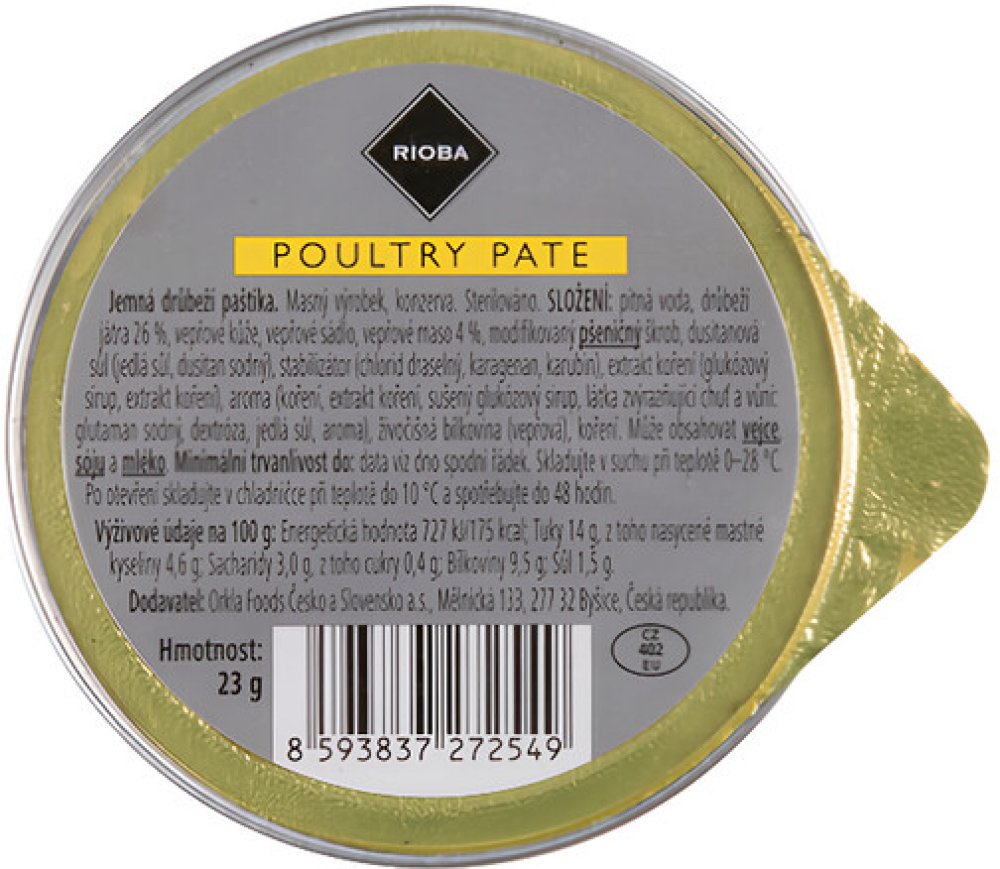 RIOBA
POULTRY PATE
Jemná drůbeží paštika. Masný výrobek, konzerva. Sterilováno. SLOŽENÍ: pitná voda, drůbeží
játra 26 %, vepřové kůže, vepřové sádlo, vepřové maso 4 %, modifikovaný pšeničný škrob, dusitanová
sůl (jedlá sůl, dusitan sodný), stabilizátor (chlorid draselný, karagenan, karubin), extrakt koření (glukózový
sirup, extrakt koření), aroma (koření, extrakt koření, sušený glukózový sirup, látka zvýrazňující chuť a vůni:
glutaman sodný, dextróza, jedlá sůl, aroma), živočišná bílkovina (vepřová), koření. Může obsahovat vejce,
sóju a mléko. Minimální trvanlivost do: data viz dno spodní řádek. Skladujte v suchu při teplotě 0–28 °C.
Po otevření skladujte v chladničce při teplotě do 10 °C a spotřebujte do 48 hodin.
Výživové údaje na 100 g: Energetická hodnota 727 kJ/175 kcal; Tuky 14 g, z toho nasycené mastné
kyseliny 4,6 g; Sacharidy 3,0 g, z toho cukry 0,4 g; Bílkoviny 9,5 g; Sůl 1,5 g.
Dodavatel: Orkla Foods Česko a Slovensko a.s., Mělnická 133, 277 32 Byšice, Česká republika.
Hmotnost:
23 g
CZ
402
EU
8 593837 272549